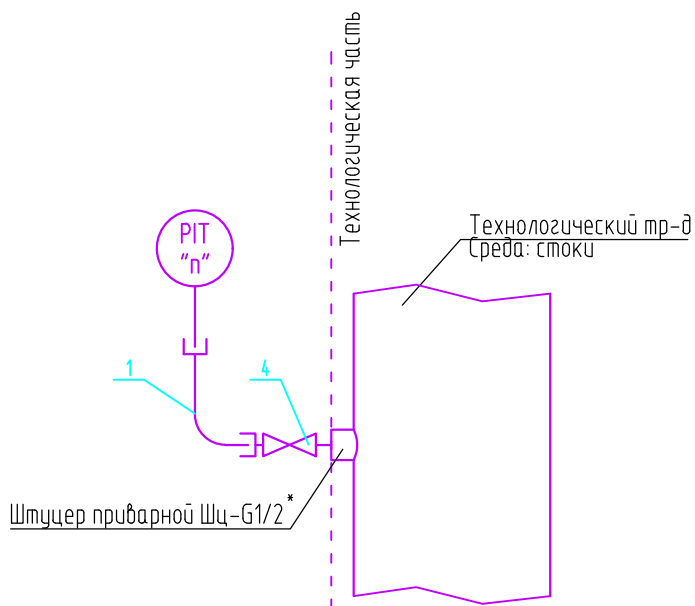 Технологическая часть
PIT
"п"
Технологический тр-д
Среда: стоки
1
4
Штуцер приварной Шц-G1/2*